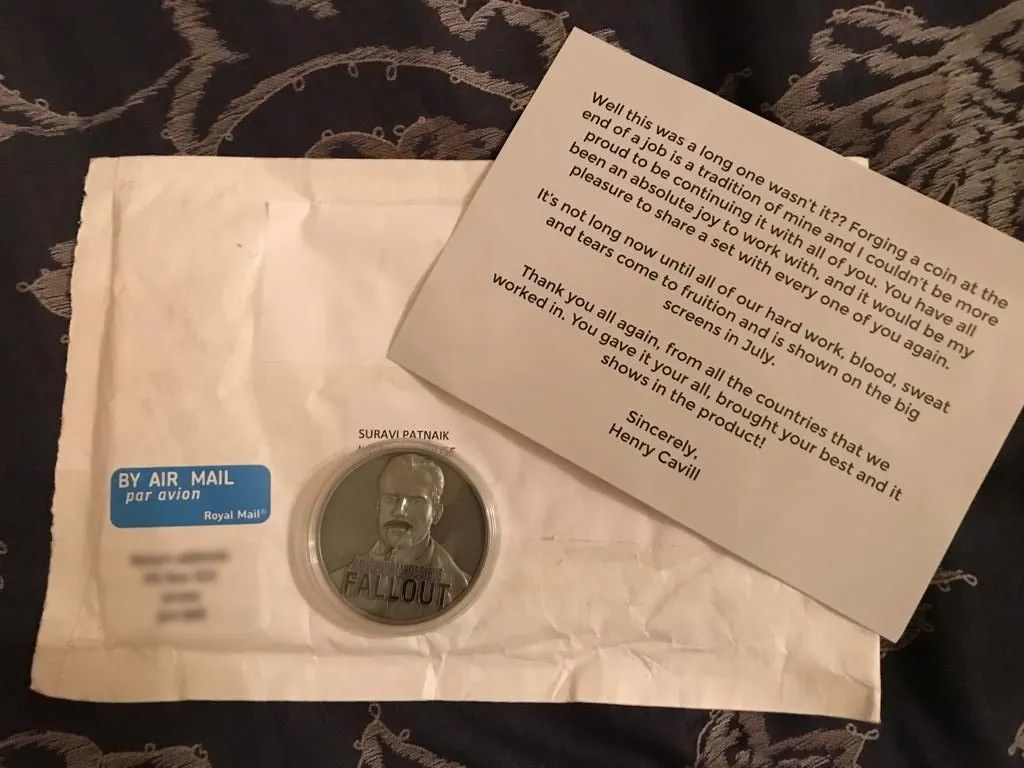 Well this was a long one wasn't it?? Forging a coin at the
end of a job is a tradition of mine and I couldn't be more
proud to be continuing it with all of you. You have all
been an absolute joy to work with, and it would be my
pleasure to share a set with every one of you again.
It's not long now until all of our hard work, blood, sweat
and tears come to fruition and is shown on the big
screens in July.
Thank you all again, from all the countries that we
worked in. You gave it your all, brought your best and it
shows in the product!
Sincerely,
Henry Cavill
SURAVI PATNAIK
BY AIR MAIL
par avion
Royal Mail®
FALLOUT